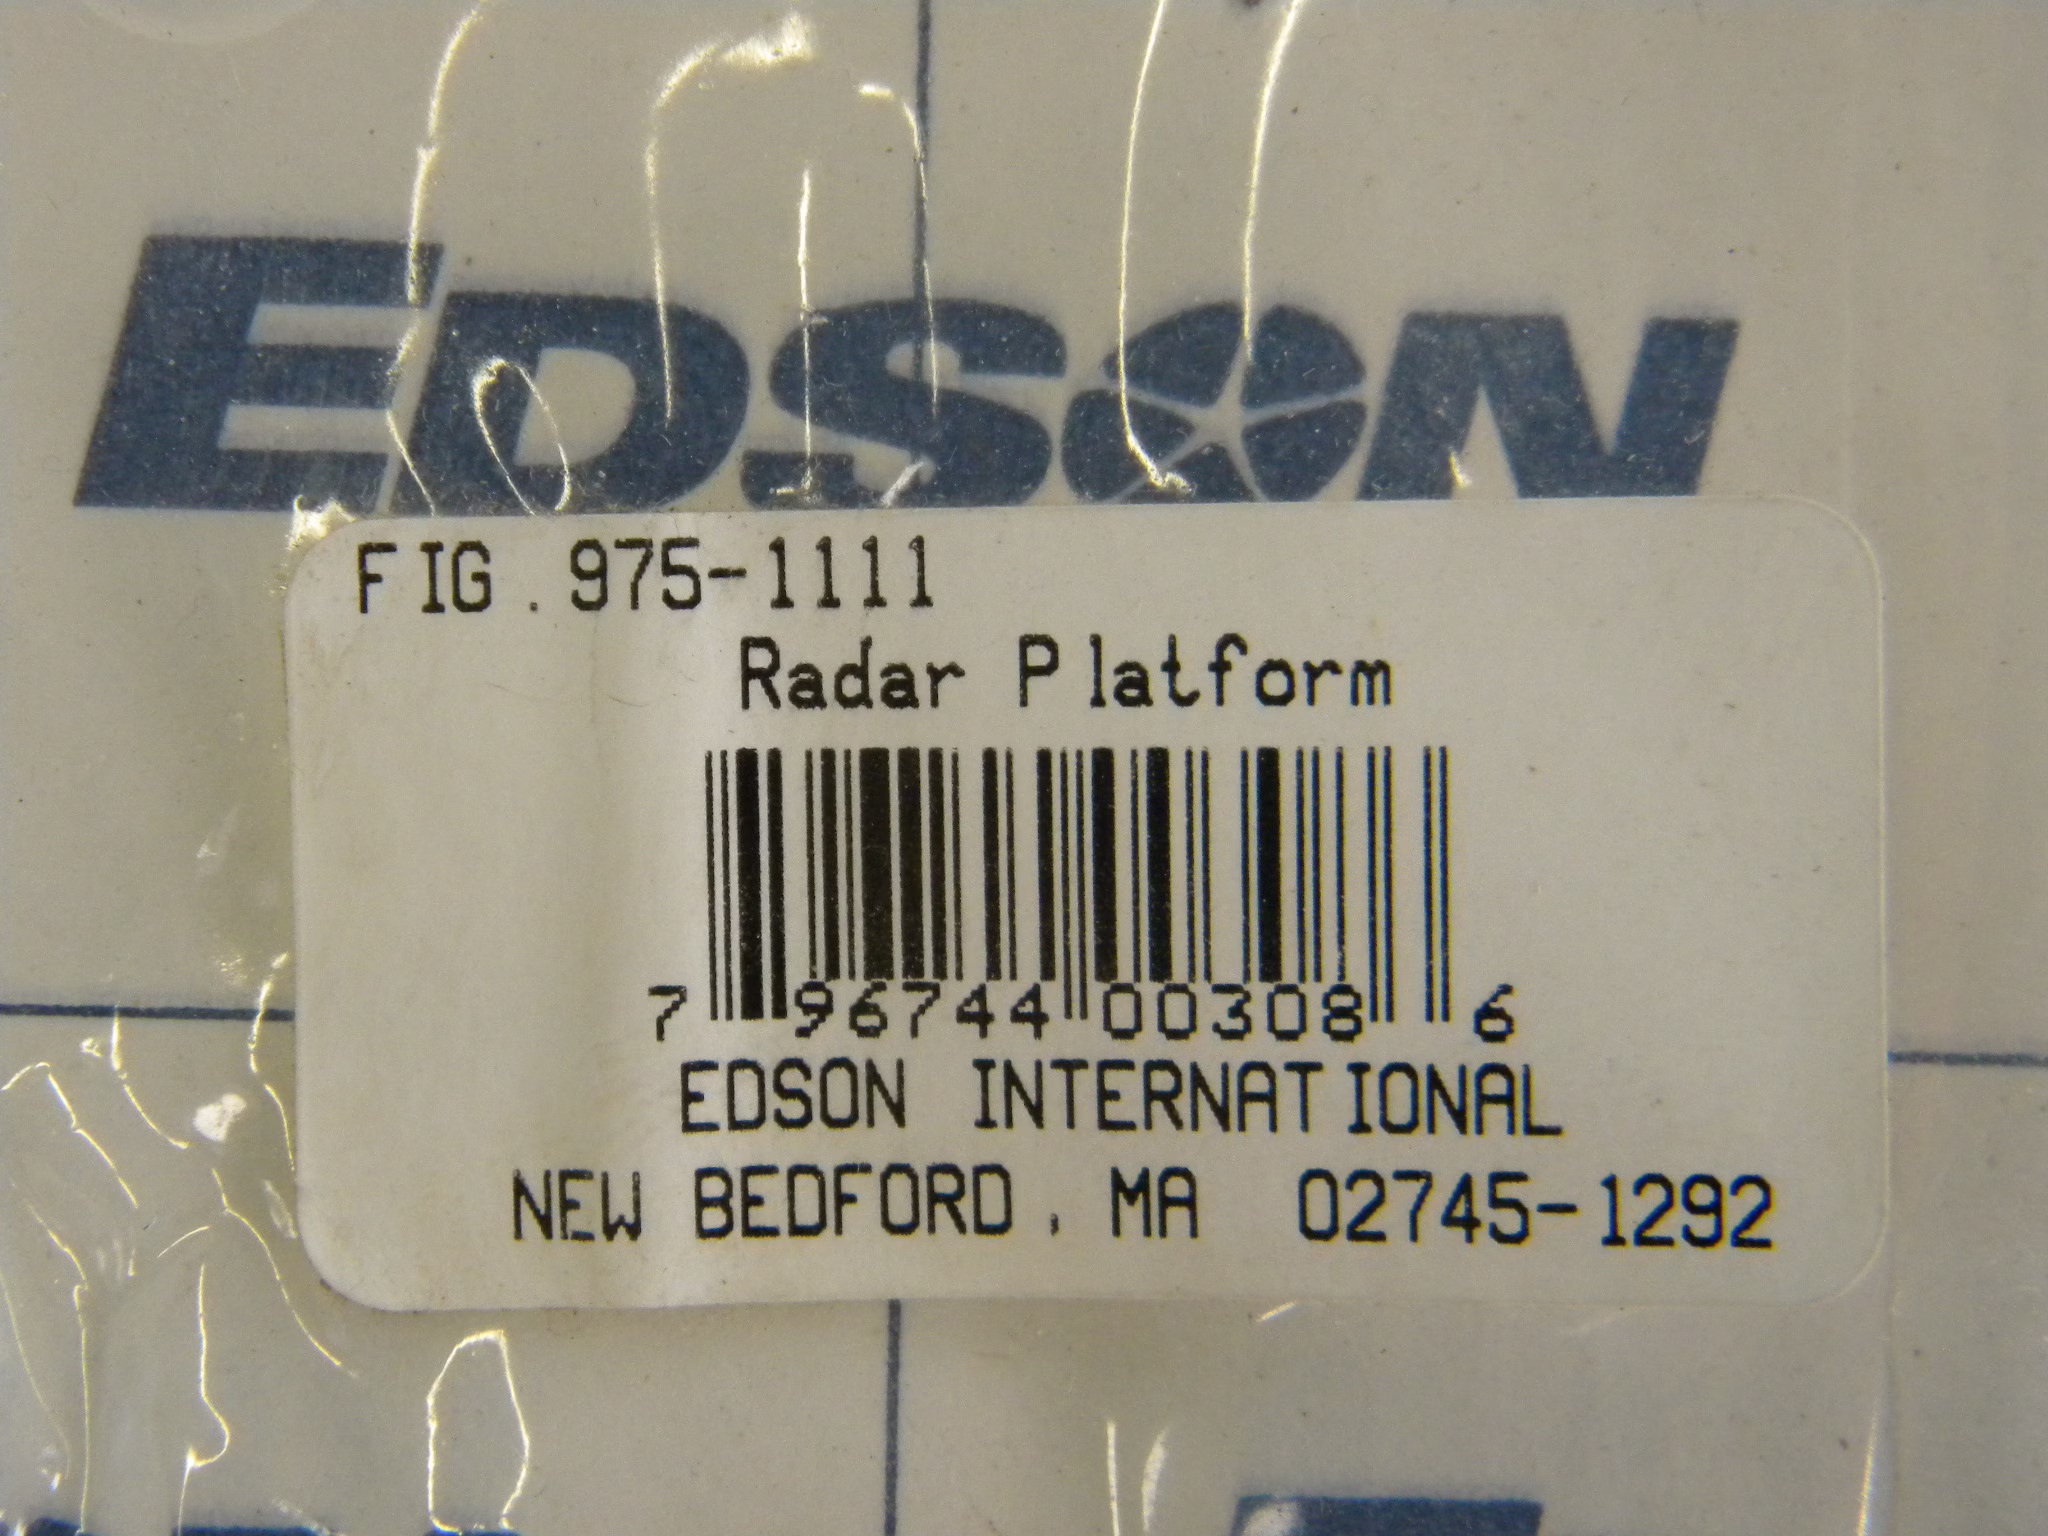 EDSON
FIG.975-1111
Radar Platform
7 96744 00308 6
EDSON INTERNATIONAL
NEW BEDFORD, MA 02745-1292